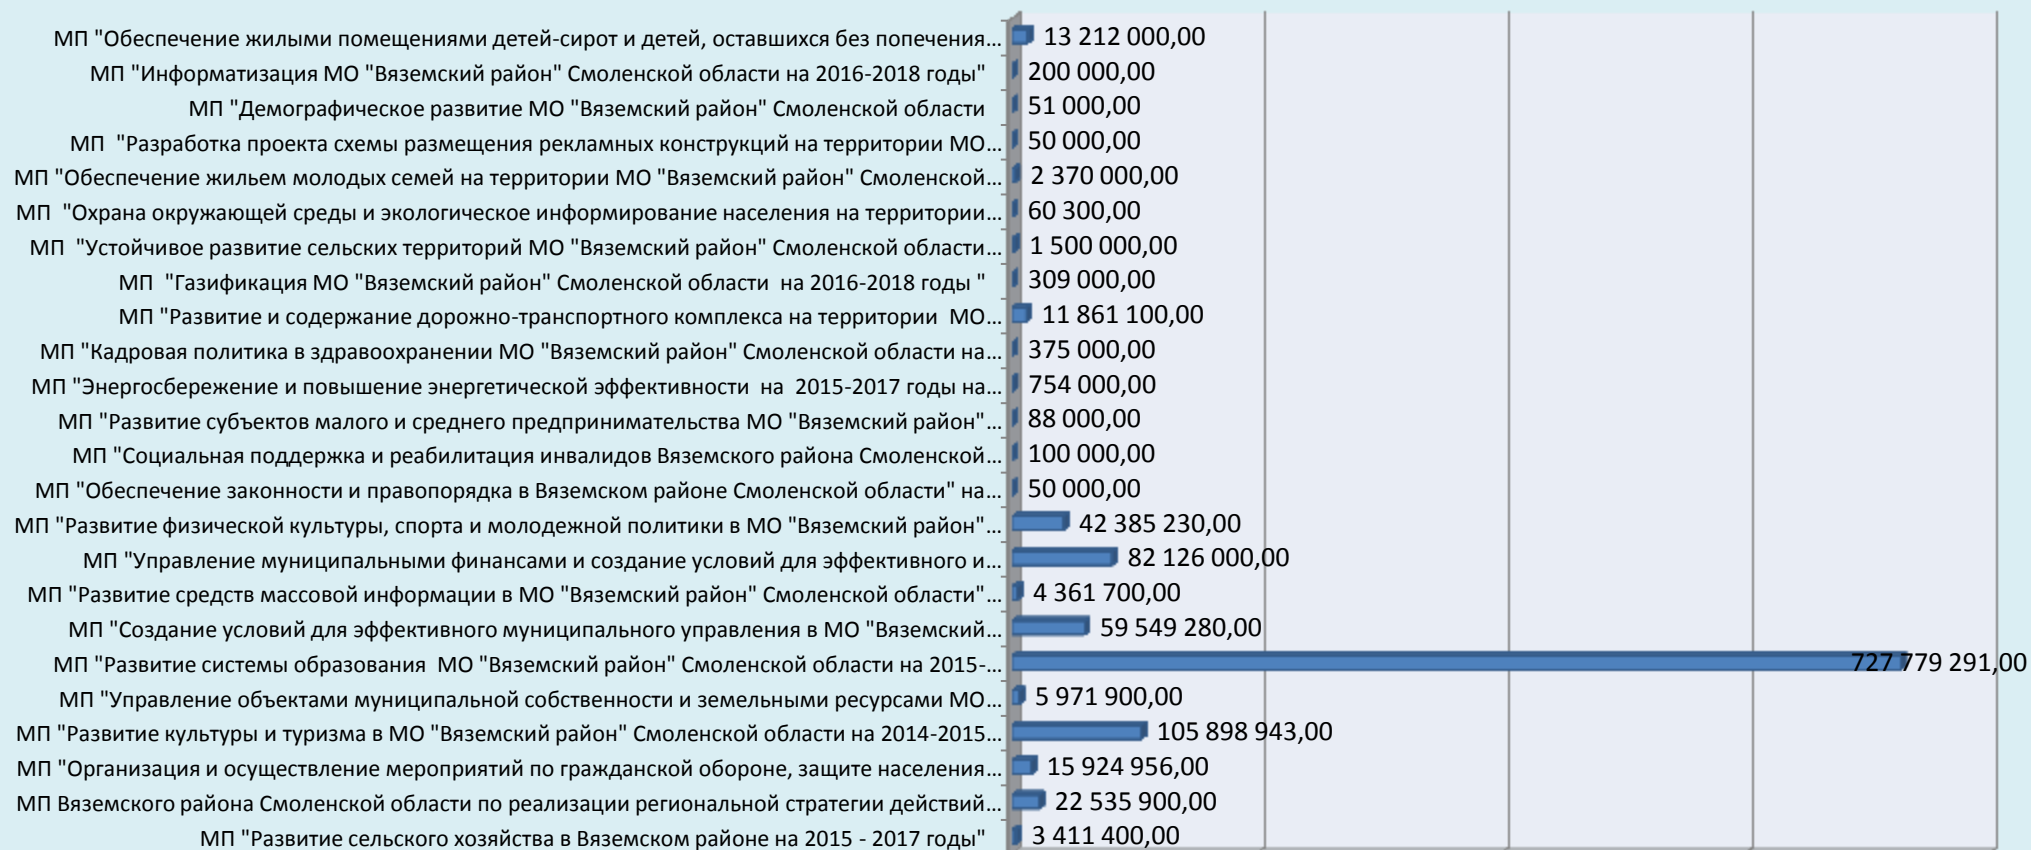 МП "Обеспечение жилыми помещениями детей-сирот и детей, оставшихся без попечения… 13 212 000,00
МП "Информатизация МО "Вяземский район" Смоленской области на 2016-2018 годы" 200 000,00
МП "Демографическое развитие МО "Вяземский район" Смоленской области 51 000,00
МП "Разработка проекта схемы размещения рекламных конструкций на территории МО… 50 000,00
МП "Обеспечение жильем молодых семей на территории МО "Вяземский район" Смоленской… 2 370 000,00
МП "Охрана окружающей среды и экологическое информирование населения на территории… 60 300,00
МП "Устойчивое развитие сельских территорий МО "Вяземский район" Смоленской области… 1 500 000,00
МП "Газификация МО "Вяземский район" Смоленской области на 2016-2018 годы " 309 000,00
МП "Развитие и содержание дорожно-транспортного комплекса на территории МО… 11 861 100,00
МП "Кадровая политика в здравоохранении МО "Вяземский район" Смоленской области на… 375 000,00
МП "Энергосбережение и повышение энергетической эффективности на 2015-2017 годы на… 754 000,00
МП "Развитие субъектов малого и среднего предпринимательства МО "Вяземский район"… 88 000,00
МП "Социальная поддержка и реабилитация инвалидов Вяземского района Смоленской… 100 000,00
МП "Обеспечение законности и правопорядка в Вяземском районе Смоленской области" на… 50 000,00
МП "Развитие физической культуры, спорта и молодежной политики в МО "Вяземский район"… 42 385 230,00
МП "Управление муниципальными финансами и создание условий для эффективного и… 82 126 000,00
МП "Развитие средств массовой информации в МО "Вяземский район" Смоленской области"… 4 361 700,00
МП "Создание условий для эффективного муниципального управления в МО "Вяземский… 59 549 280,00
МП "Развитие системы образования МО "Вяземский район" Смоленской области на 2015-… 727 779 291,00
МП "Управление объектами муниципальной собственности и земельными ресурсами МО… 5 971 900,00
МП "Развитие культуры и туризма в МО "Вяземский район" Смоленской области на 2014-2015… 105 898 943,00
МП "Организация и осуществление мероприятий по гражданской обороне, защите населения… 15 924 956,00
МП Вяземского района Смоленской области по реализации региональной стратегии действий… 22 535 900,00
МП "Развитие сельского хозяйства в Вяземском районе на 2015 - 2017 годы" 3 411 400,00